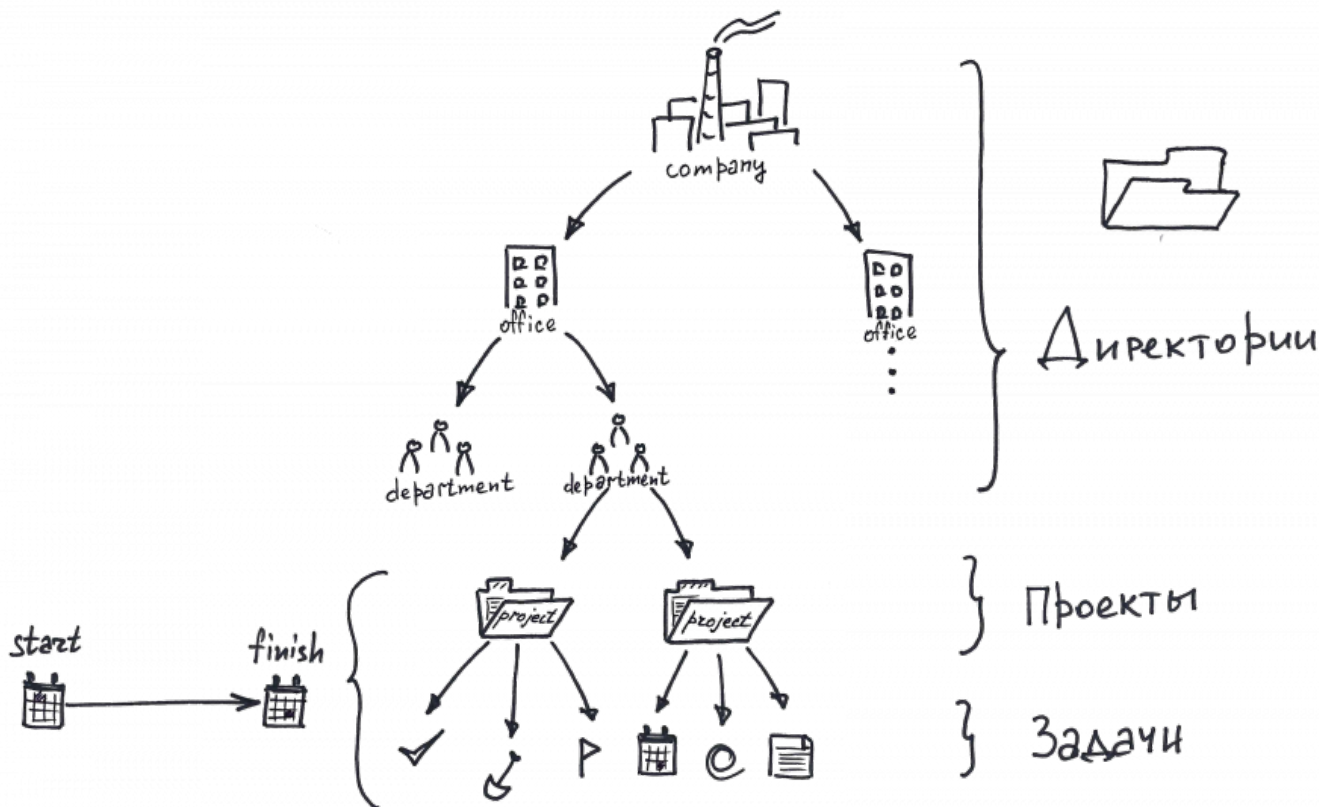 company
office
office
Директории
department
department
project
project
Проекты
start
finish
Задачи